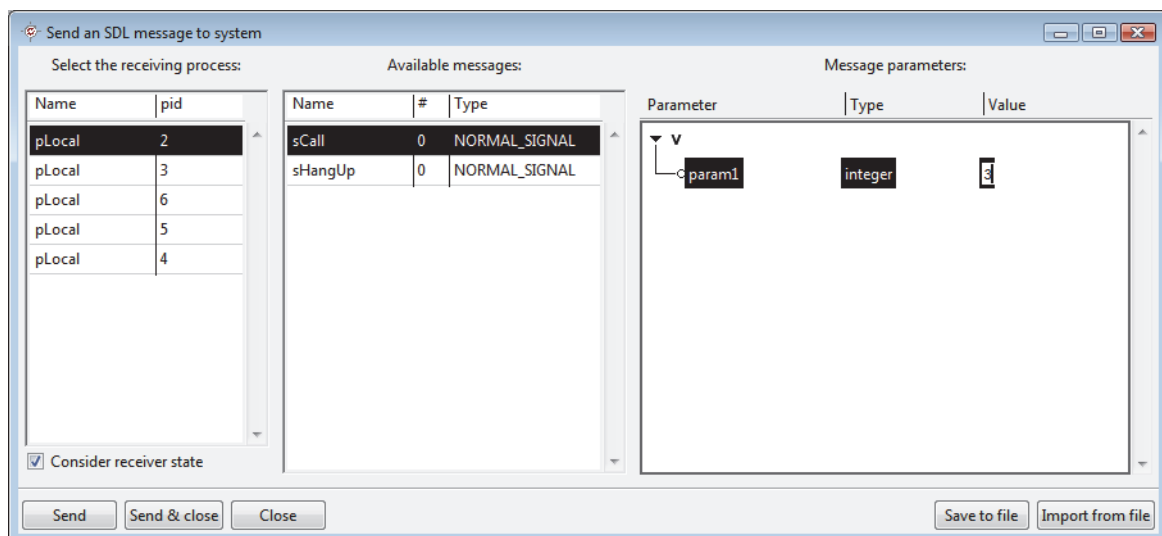 Send an SDL message to system
Select the receiving process: Available messages: Message parameters:
Name pid Name # Type Parameter Type Value
pLocal 2 sCall 0 NORMAL_SIGNAL V
pLocal 3 sHangUp 0 NORMAL_SIGNAL param1 integer 3
pLocal 6
pLocal 5
pLocal 4
Consider receiver state
Send Send & close Close Save to file Import from file